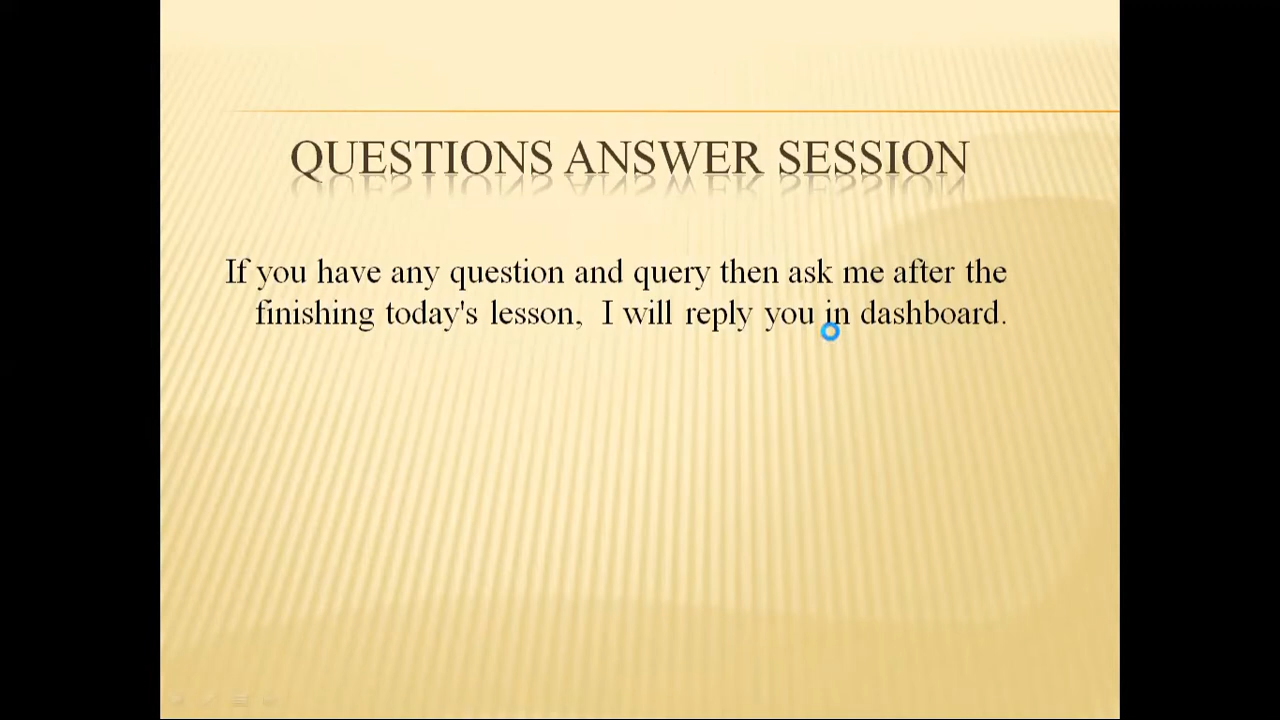 QUESTIONS ANSWER SESSION
If you have any question and query then ask me after the
finishing today's lesson,  I will reply you in dashboard.